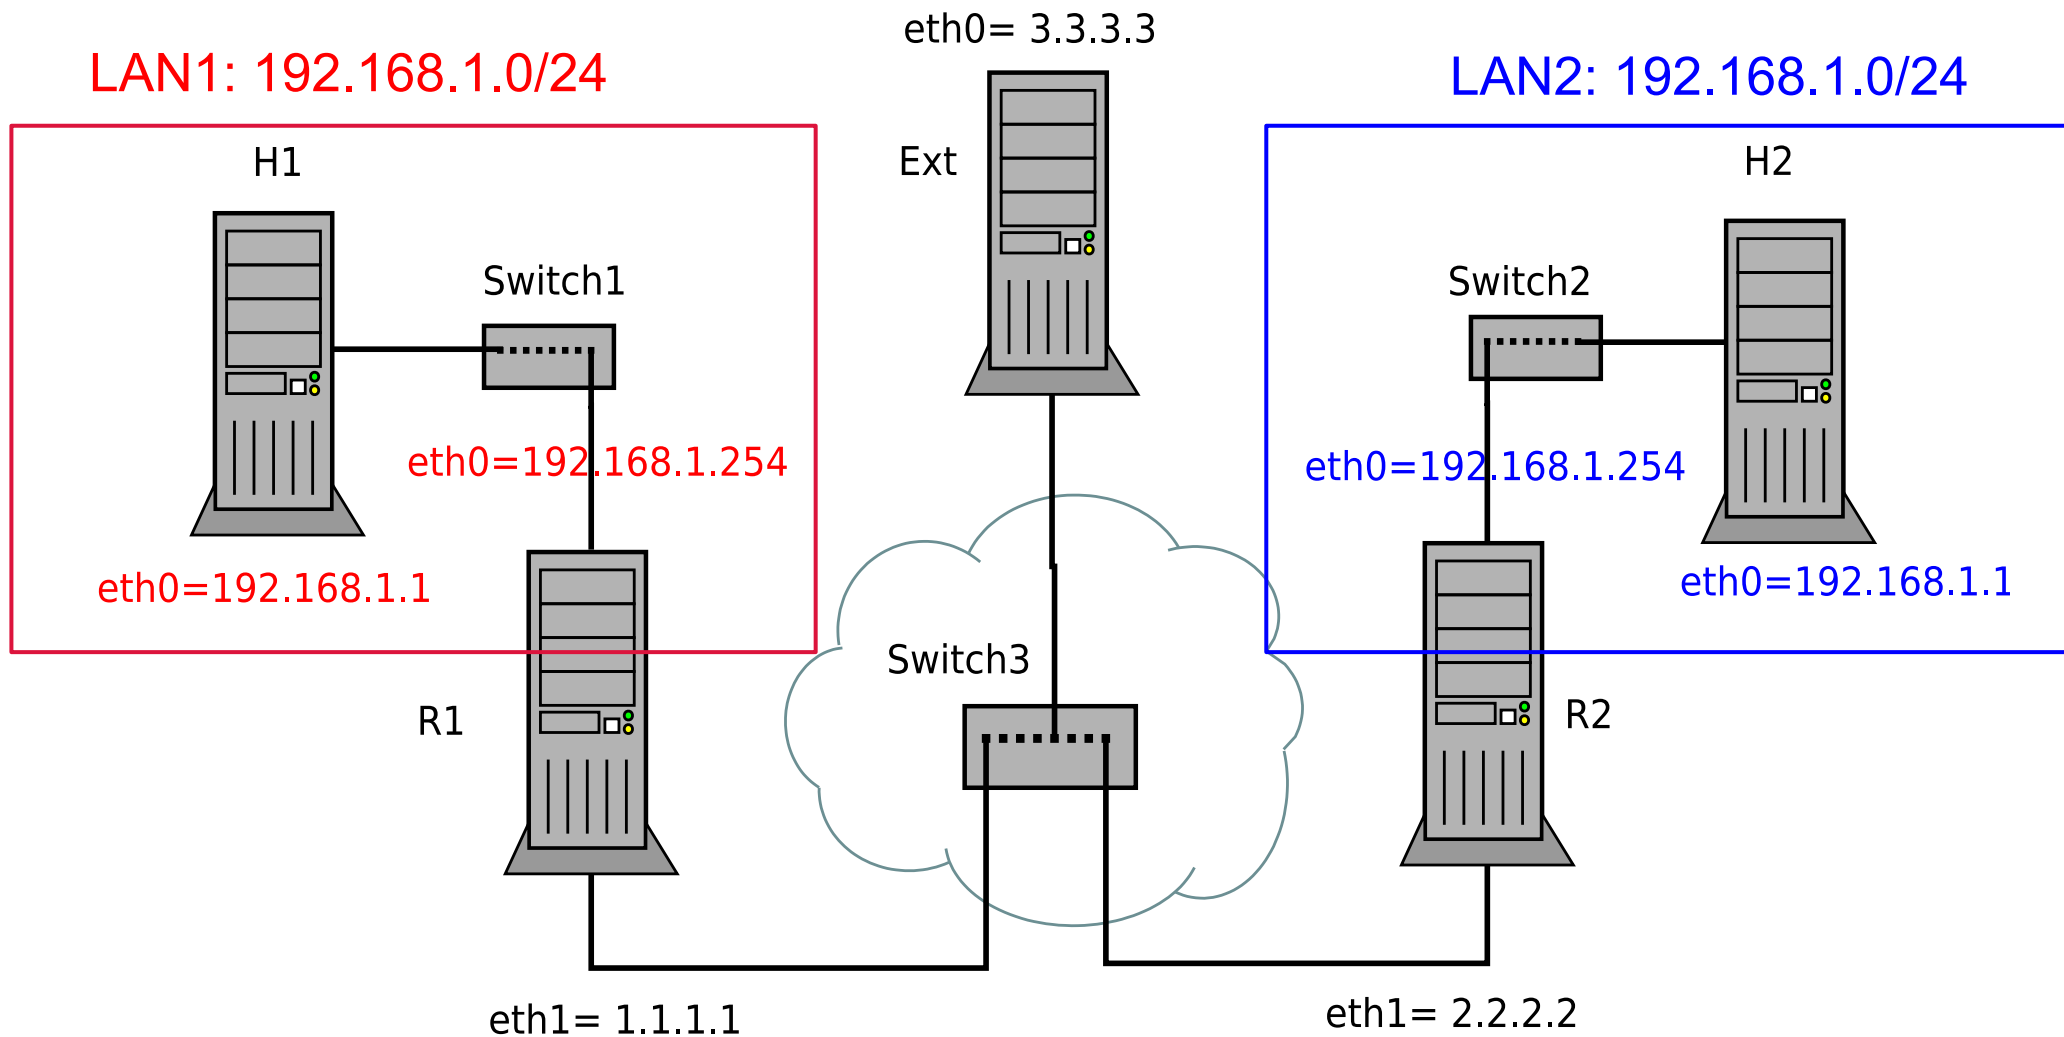 eth0= 3.3.3.3
LAN1: 192.168.1.0/24
LAN2: 192.168.1.0/24
H1
Ext
H2
Switch1
Switch2
eth0=192.168.1.254
eth0=192.168.1.254
eth0=192.168.1.1
eth0=192.168.1.1
Switch3
R1
R2
eth1= 1.1.1.1
eth1= 2.2.2.2